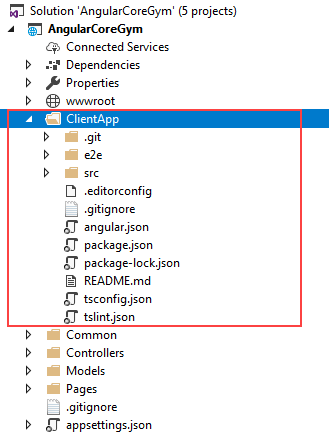 Solution 'AngularCoreGym' (5 projects)
AngularCoreGym
Connected Services
Dependencies
Properties
wwwroot
ClientApp
.git
e2e
src
.editorconfig
.gitignore
angular.json
package.json
package-lock.json
README.md
tsconfig.json
tslint.json
Common
Controllers
Models
Pages
.gitignore
appsettings.json